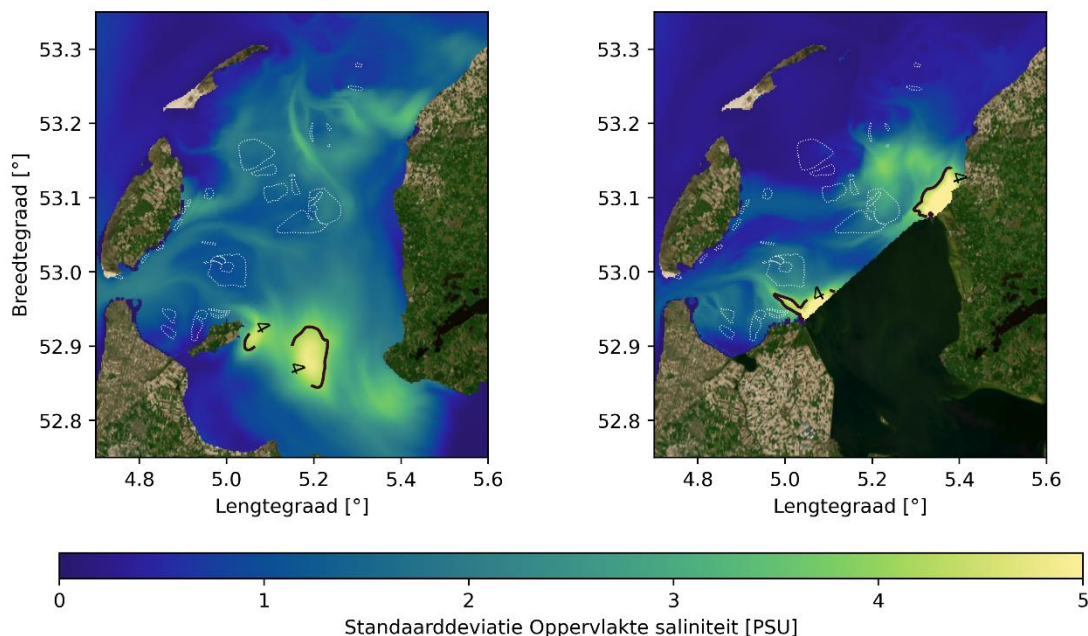 53.3
53.2
53.1
53.0
52.9
52.8
Breedtegraad [°]
4
4
4.8 5.0 5.2 5.4 5.6
Lengtegraad [°]
53.3
53.2
53.1
53.0
52.9
52.8
4
4
4.8 5.0 5.2 5.4 5.6
Lengtegraad [°]
0 1 2 3 4 5
Standaarddeviatie Oppervlakte saliniteit [PSU]